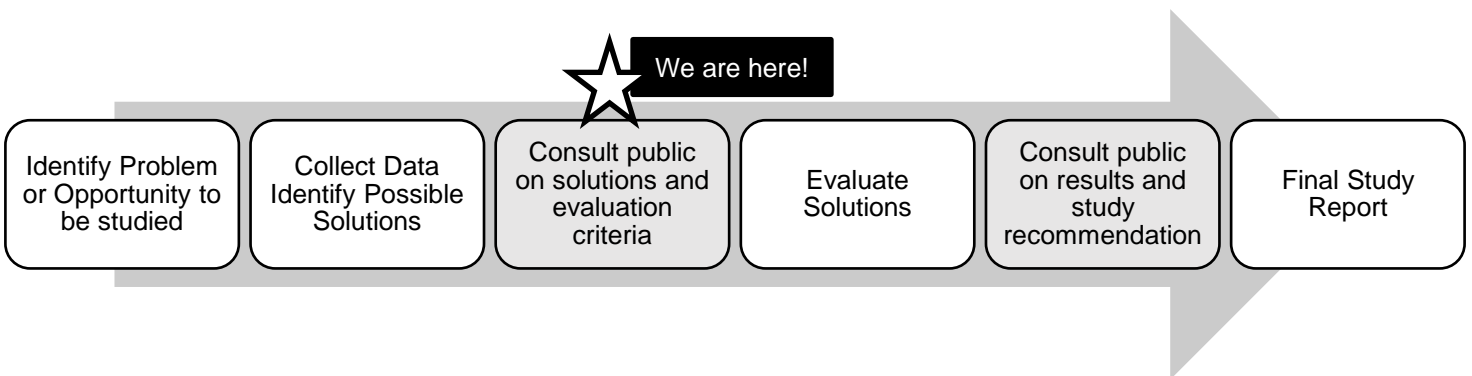 We are here!
Identify Problem
or Opportunity to
be studied
Collect Data
Identify Possible
Solutions
Consult public
on solutions and
evaluation
criteria
Evaluate
Solutions
Consult public
on results and
study
recommendation
Final Study
Report